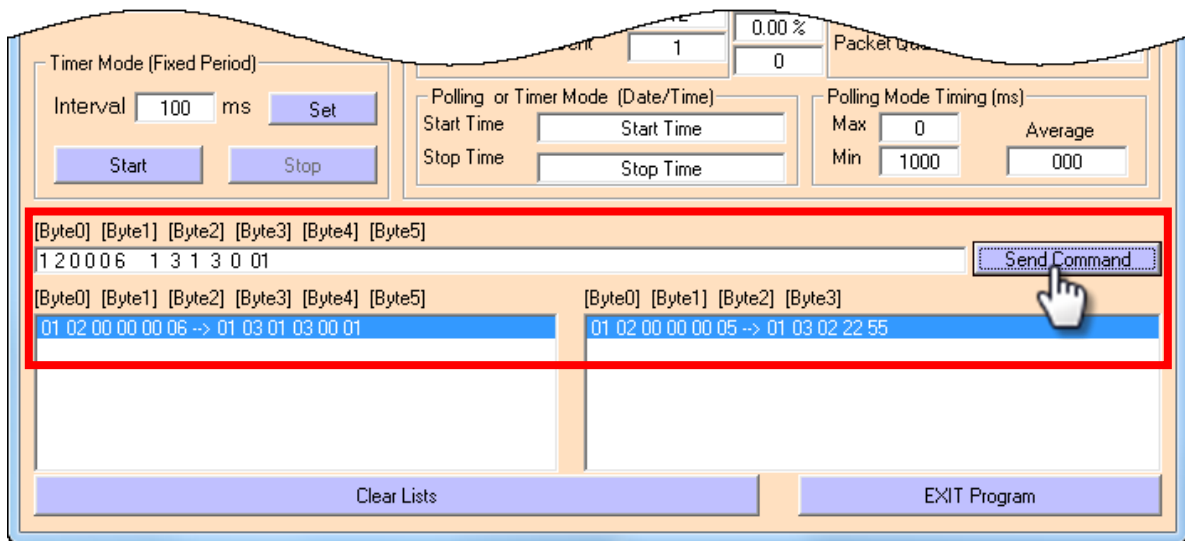 0.00 %
1
0
Timer Mode (Fixed Period)
Interval 100 ms Set
Start Stop
Polling or Timer Mode (Date/Time)
Start Time Start Time
Stop Time Stop Time
Polling Mode Timing (ms)
Max 0 Average
Min 1000 000
[Byte0] [Byte1] [Byte2] [Byte3] [Byte4] [Byte5]
1 2 0 0 0 6 1 3 1 3 0 01 Send Command
[Byte0] [Byte1] [Byte2] [Byte3] [Byte4] [Byte5] [Byte0] [Byte1] [Byte2] [Byte3]
01 02 00 00 00 06 --> 01 03 01 03 00 01 01 02 00 00 00 05 --> 01 03 02 22 55
Clear Lists EXIT Program